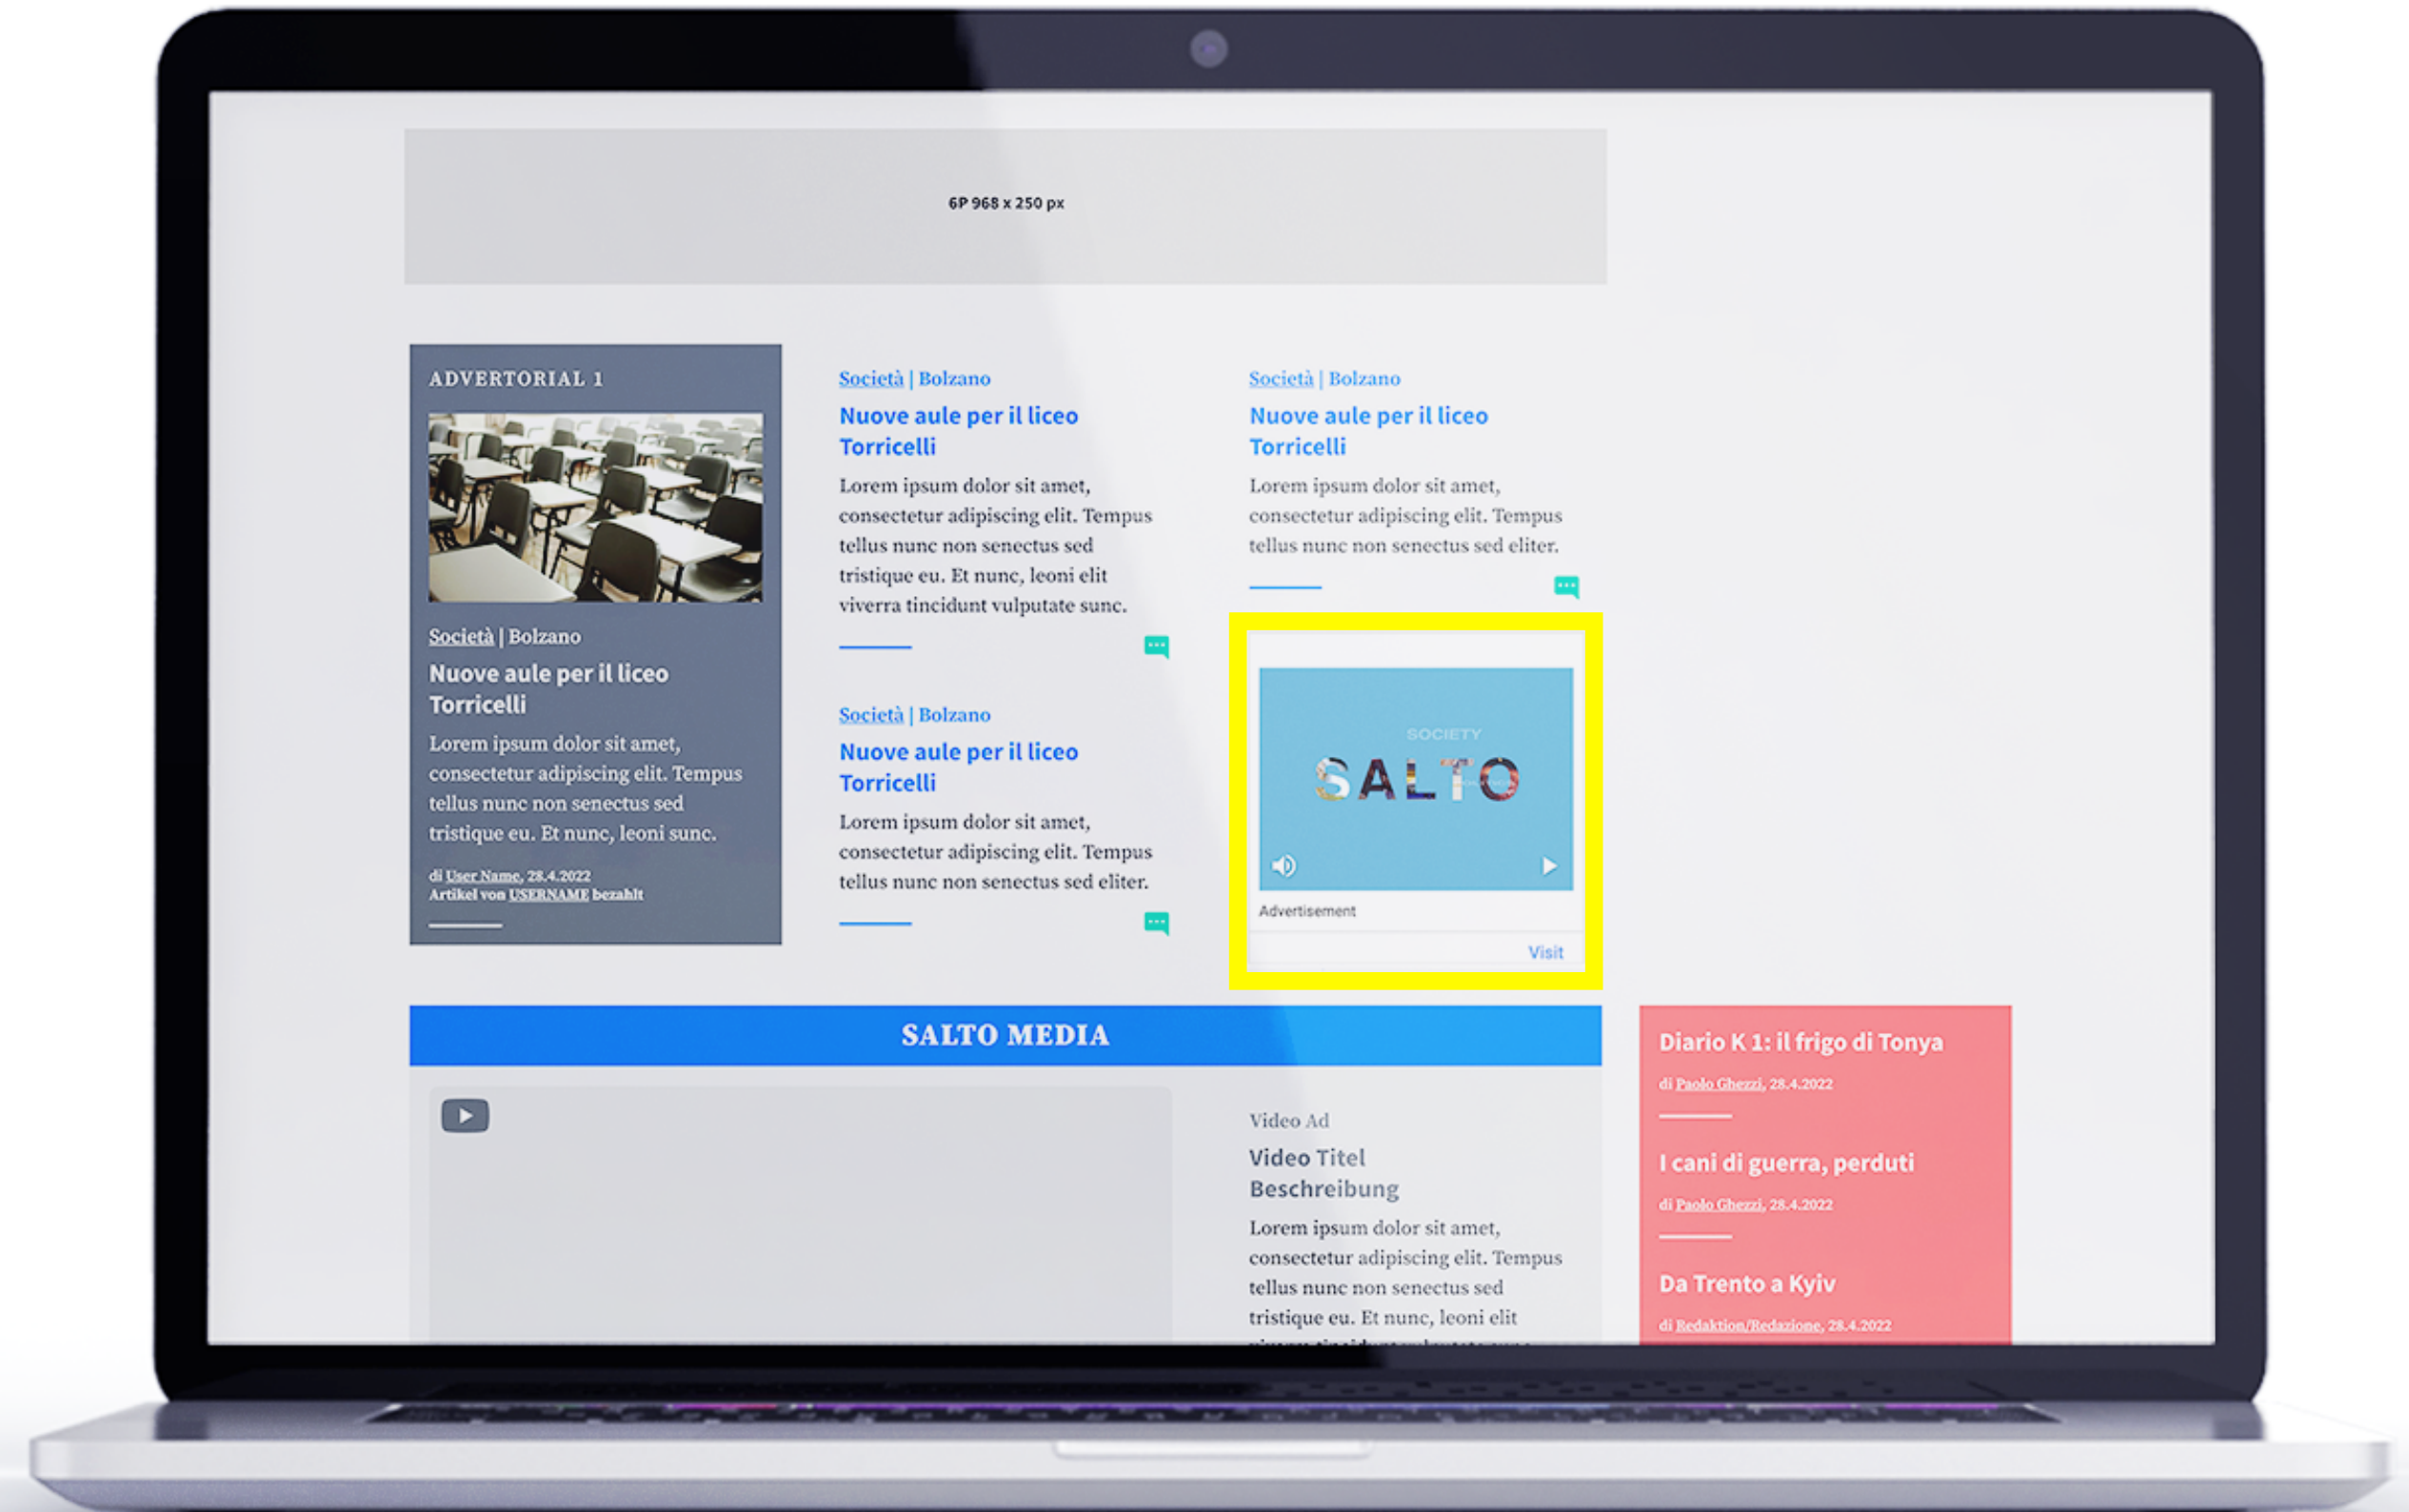 6P 968 x 250 px
ADVERTORIAL 1
Società | Bolzano
Nuove aule per il liceo
Torricelli
Lorem ipsum dolor sit amet,
consectetur adipiscing elit. Tempus
tellus nunc non senectus sed
tristique eu. Et nunc, leoni sunc.
di User Name, 28.4.2022
Artikel von USERNAME bezahlt
Società | Bolzano
Nuove aule per il liceo
Torricelli
Lorem ipsum dolor sit amet,
consectetur adipiscing elit. Tempus
tellus nunc non senectus sed
tristique eu. Et nunc, leoni elit
viverra tincidunt vulputate sunc.
Società | Bolzano
Nuove aule per il liceo
Torricelli
Lorem ipsum dolor sit amet,
consectetur adipiscing elit. Tempus
tellus nunc non senectus sed eliter.
Società | Bolzano
Nuove aule per il liceo
Torricelli
Lorem ipsum dolor sit amet,
consectetur adipiscing elit. Tempus
tellus nunc non senectus sed eliter.
SOCIETY
SALTO
Advertisement
Visit
SALTO MEDIA
Video Ad
Video Titel
Beschreibung
Lorem ipsum dolor sit amet,
consectetur adipiscing elit. Tempus
tellus nunc non senectus sed
tristique eu. Et nunc, leoni elit
Diario K 1: il frigo di Tonya
di Paolo Ghezzi, 28.4.2022
I cani di guerra, perduti
di Paolo Ghezzi, 28.4.2022
Da Trento a Kyiv
di Redaktion/Redazione, 28.4.2022